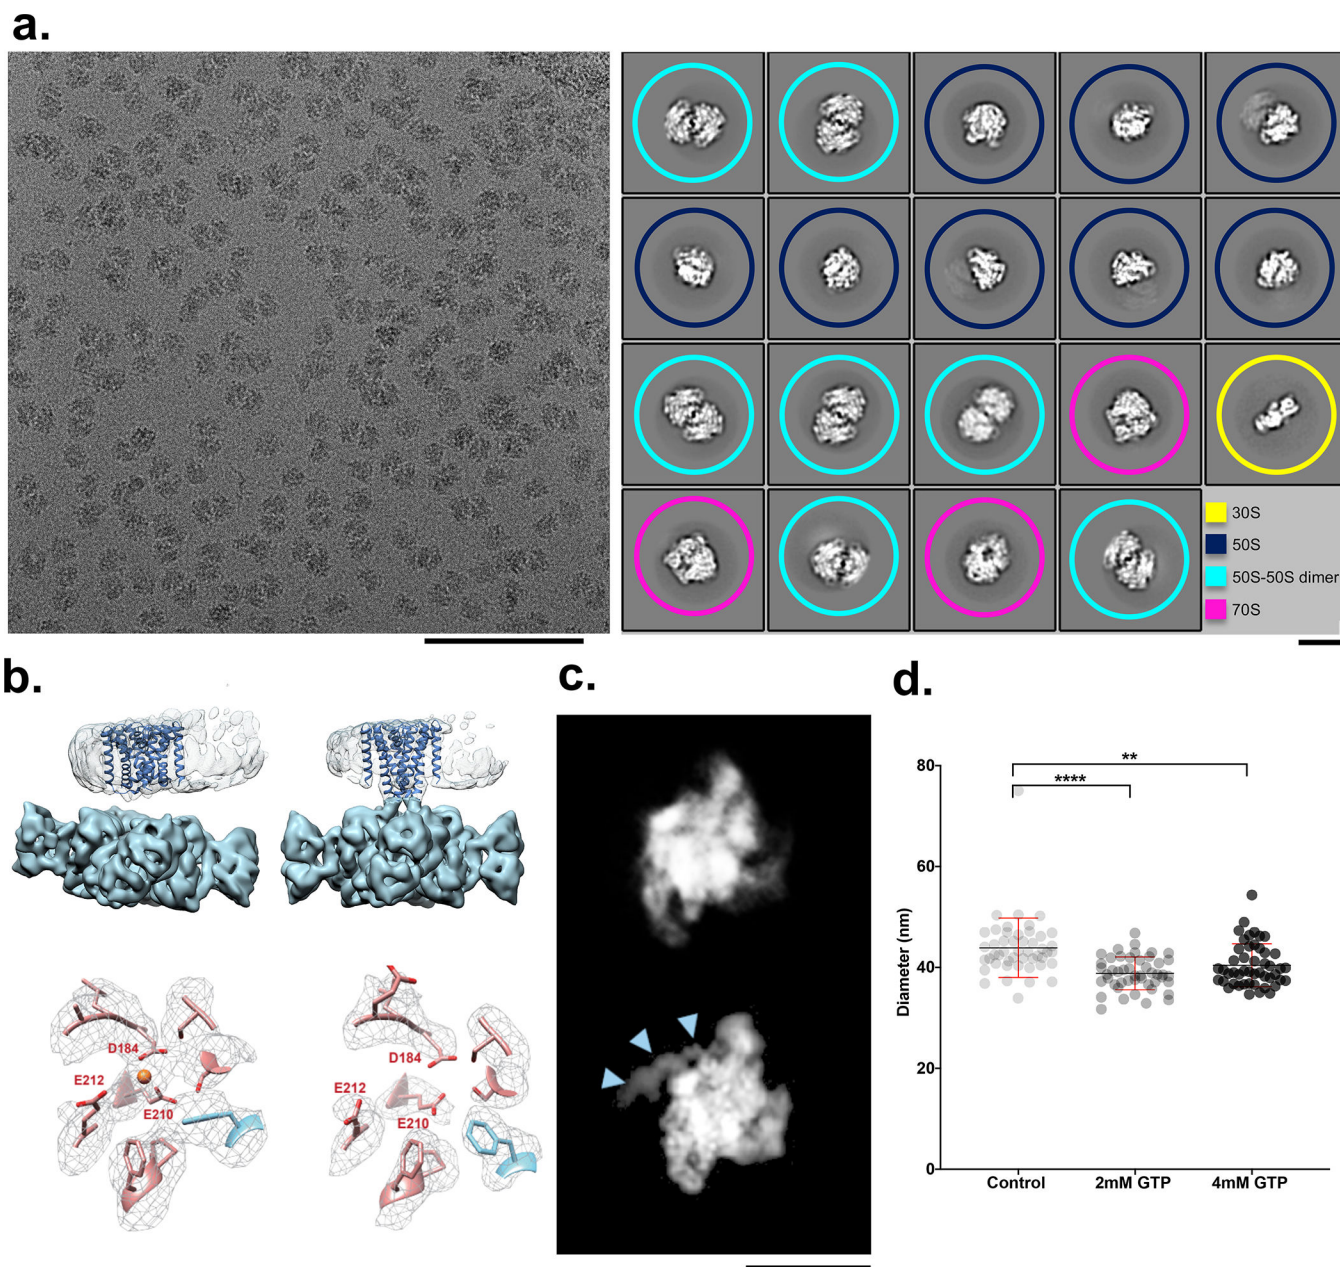 a.
30S
50S
50S-50S dimer
70S
b.
D184
E212
E210
D184
E212
E210
c.
d.
80
60
40
20
0
Diameter (nm)
**
****
Control
2mM GTP
4mM GTP